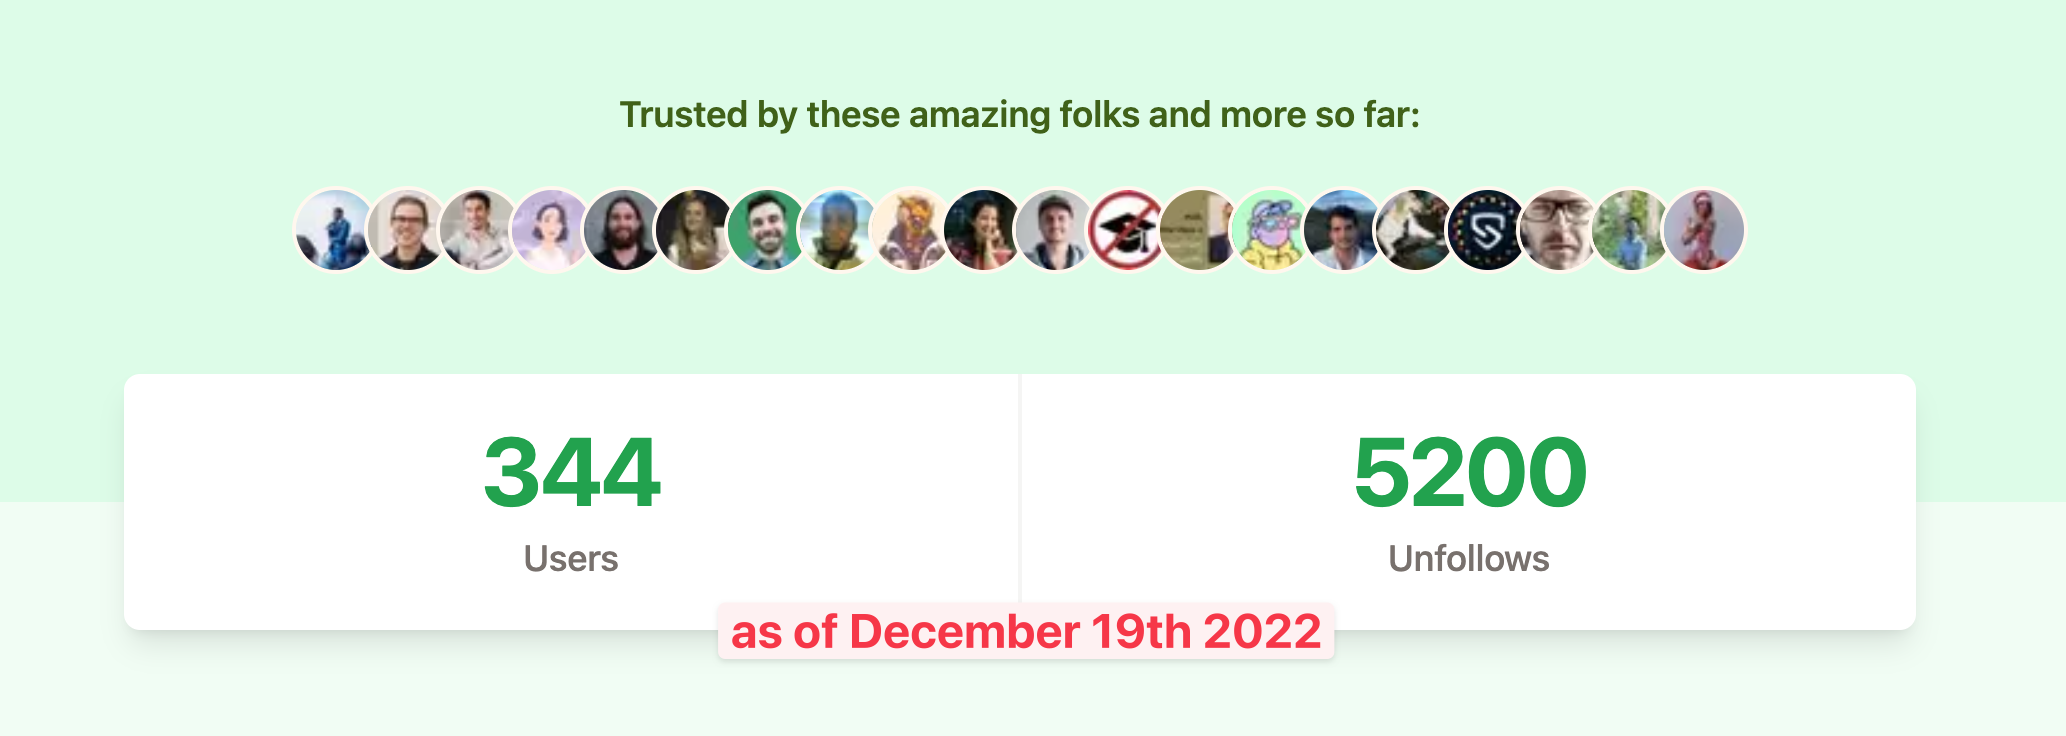 Trusted by these amazing folks and more so far:
344
Users
5200
Unfollows
as of December 19th 2022